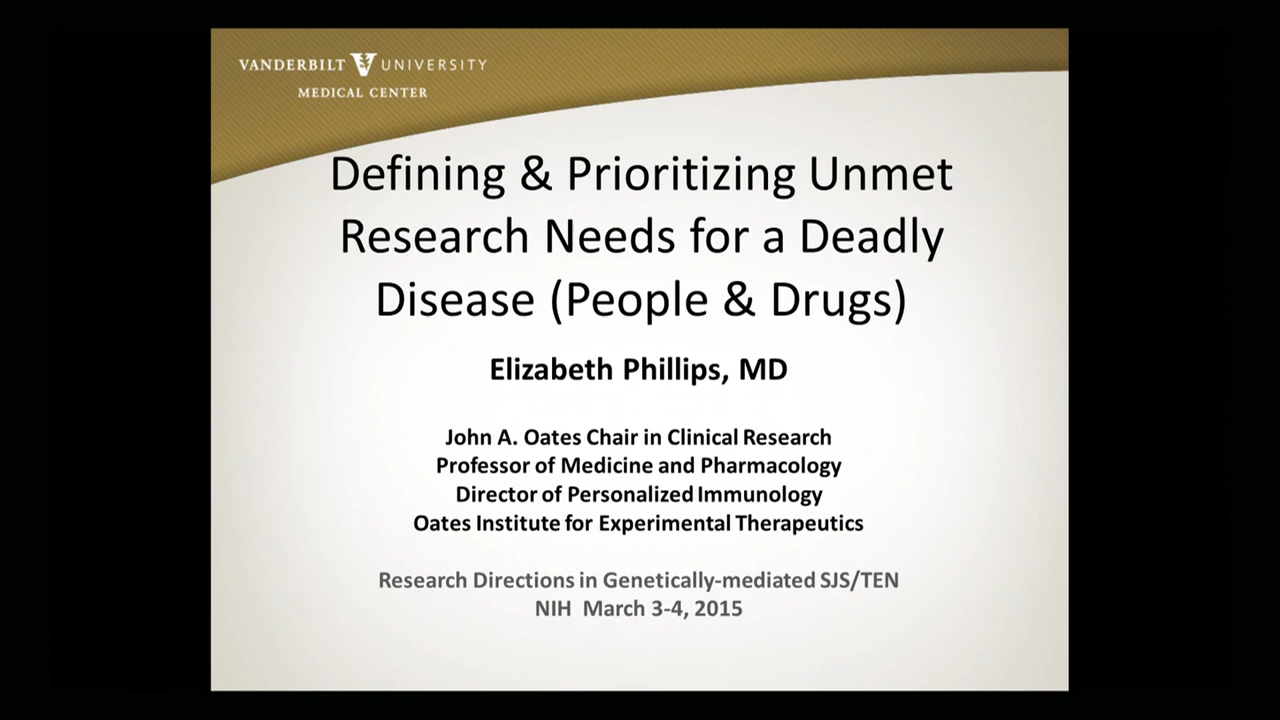 VANDERBILT UNIVERSITY
MEDICAL CENTER
Defining & Prioritizing Unmet
Research Needs for a Deadly
Disease (People & Drugs)
Elizabeth Phillips, MD
John A. Oates Chair in Clinical Research
Professor of Medicine and Pharmacology
Director of Personalized Immunology
Oates Institute for Experimental Therapeutics
Research Directions in Genetically-mediated SJS/TEN
NIH March 3-4, 2015